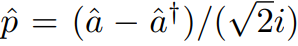 p̂ = (â − â†)/(√2i)